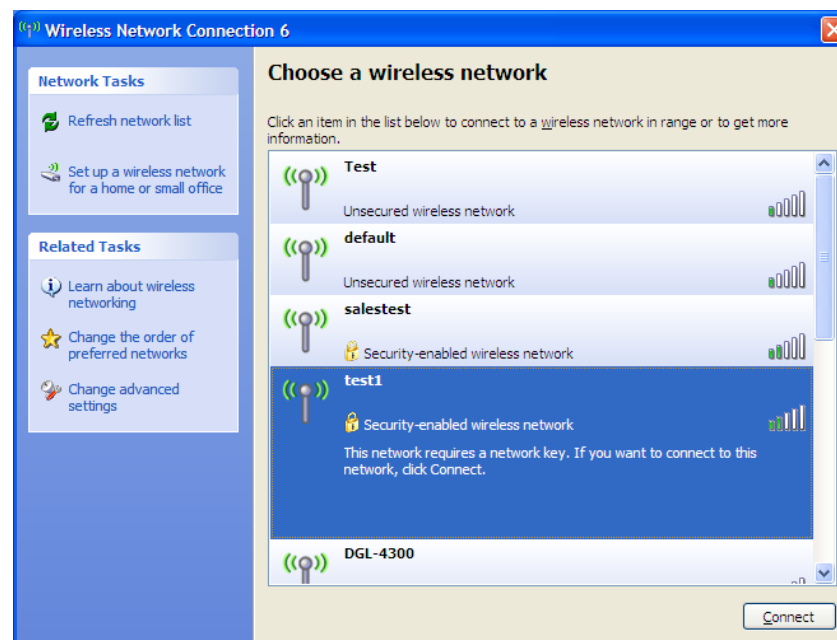 Wireless Network Connection 6
Network Tasks
Refresh network list
Set up a wireless network
for a home or small office
Related Tasks
Learn about wireless
networking
Change the order of
preferred networks
Change advanced
settings
Choose a wireless network
Click an item in the list below to connect to a wireless network in range or to get more
information.
Test
Unsecured wireless network
default
Unsecured wireless network
salestest
Security-enabled wireless network
test1
Security-enabled wireless network
This network requires a network key. If you want to connect to this
network, click Connect.
DGL-4300
Connect